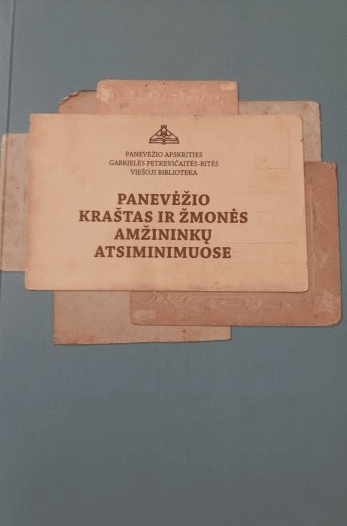 PANEVĖŽIO APSKRITIES
GABRIELĖS PETKEVIČAITĖS-BITĖS
VIEŠOJI BIBLIOTEKA
PANEVĖŽIO
KRAŠTAS IR ŽMONĖS
AMŽININKŲ
ATSIMINIMUOSE